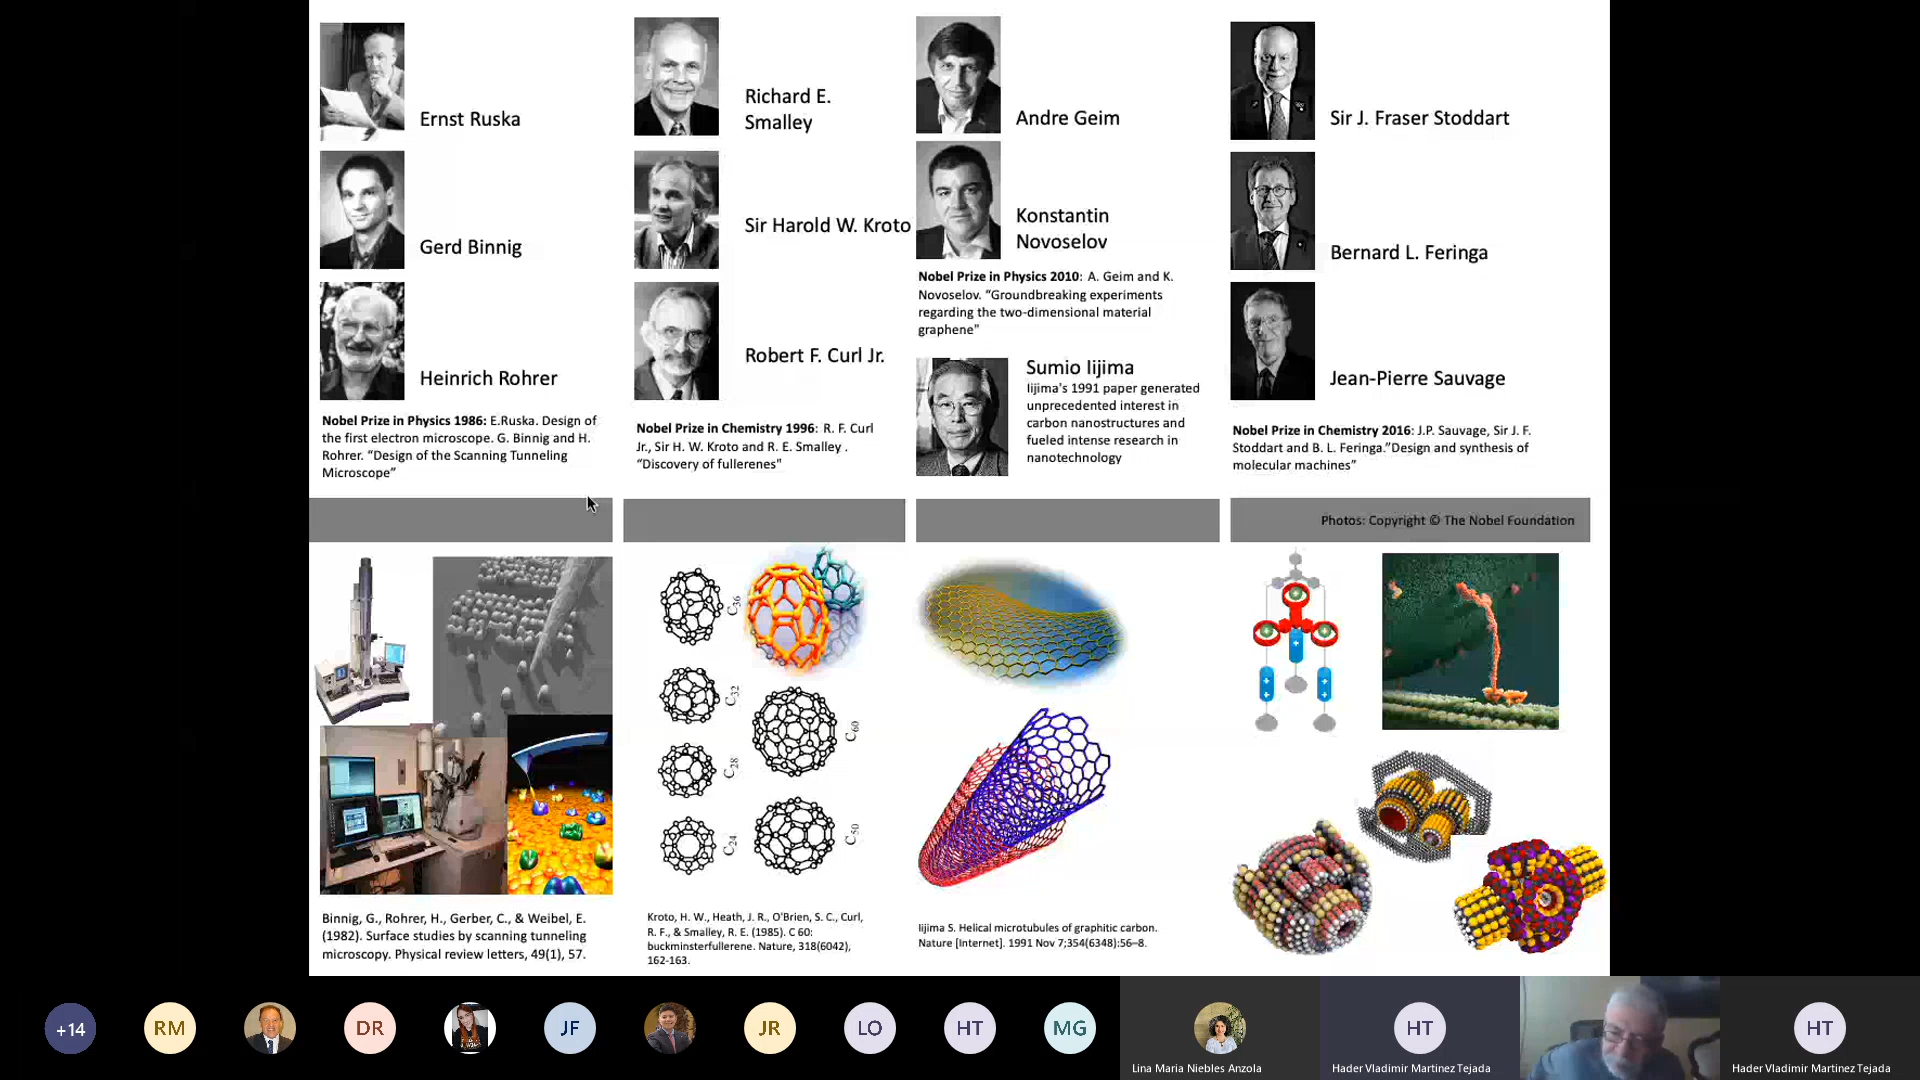 Ernst Ruska
Gerd Binnig
Heinrich Rohrer
Nobel Prize in Physics 1986: E.Ruska. Design of
the first electron microscope. G. Binnig and H.
Rohrer. “Design of the Scanning Tunneling
Microscope”
Richard E.
Smalley
Sir Harold W. Kroto
Robert F. Curl Jr.
Nobel Prize in Chemistry 1996: R. F. Curl
Jr., Sir H. W. Kroto and R. E. Smalley .
“Discovery of fullerenes"
Andre Geim
Konstantin
Novoselov
Nobel Prize in Physics 2010: A. Geim and K.
Novoselov. “Groundbreaking experiments
regarding the two-dimensional material
graphene"
Sumio Iijima
Iijima's 1991 paper generated
unprecedented interest in
carbon nanostructures and
fueled intense research in
nanotechnology
Sir J. Fraser Stoddart
Bernard L. Feringa
Jean-Pierre Sauvage
Nobel Prize in Chemistry 2016: J.P. Sauvage, Sir J. F.
Stoddart and B. L. Feringa.”Design and synthesis of
molecular machines”
Photos: Copyright © The Nobel Foundation
C36
C32
C28
C24
C60
C50
Binnig, G., Rohrer, H., Gerber, C., & Weibel, E.
(1982). Surface studies by scanning tunneling
microscopy. Physical review letters, 49(1), 57.
Kroto, H. W., Heath, J. R., O'Brien, S. C., Curl,
R. F., & Smalley, R. E. (1985). C 60:
buckminsterfullerene. Nature, 318(6042),
162-163.
Iijima S. Helical microtubules of graphitic carbon.
Nature [Internet]. 1991 Nov 7;354(6348):56–8.
+14
RM
DR
JF
JR
LO
HT
MG
Lina Maria Niebles Anzola
HT
Hader Vladimir Martinez Tejada
HT
Hader Vladimir Martinez Tejada